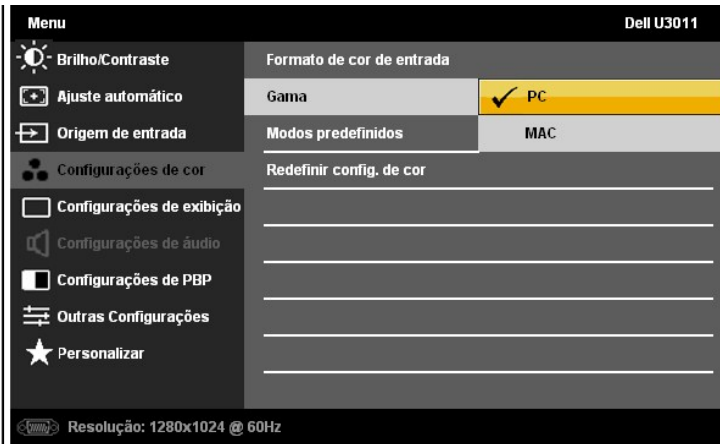 Menu Dell U3011
Brilho/Contraste Formato de cor de entrada
Ajuste automático Gama PC
Origem de entrada Modos predefinidos MAC
Configurações de cor Redefinir config. de cor
Configurações de exibição
Configurações de áudio
Configurações de PBP
Outras Configurações
Personalizar
Resolução: 1280x1024 @ 60Hz